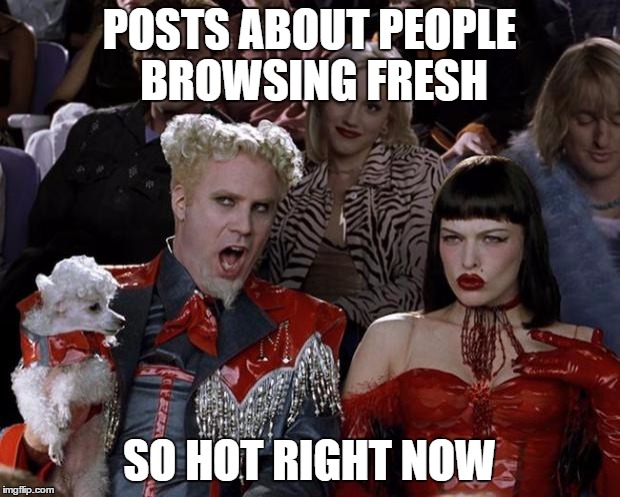 POSTS ABOUT PEOPLE
BROWSING FRESH
SO HOT RIGHT NOW
imgflip.com